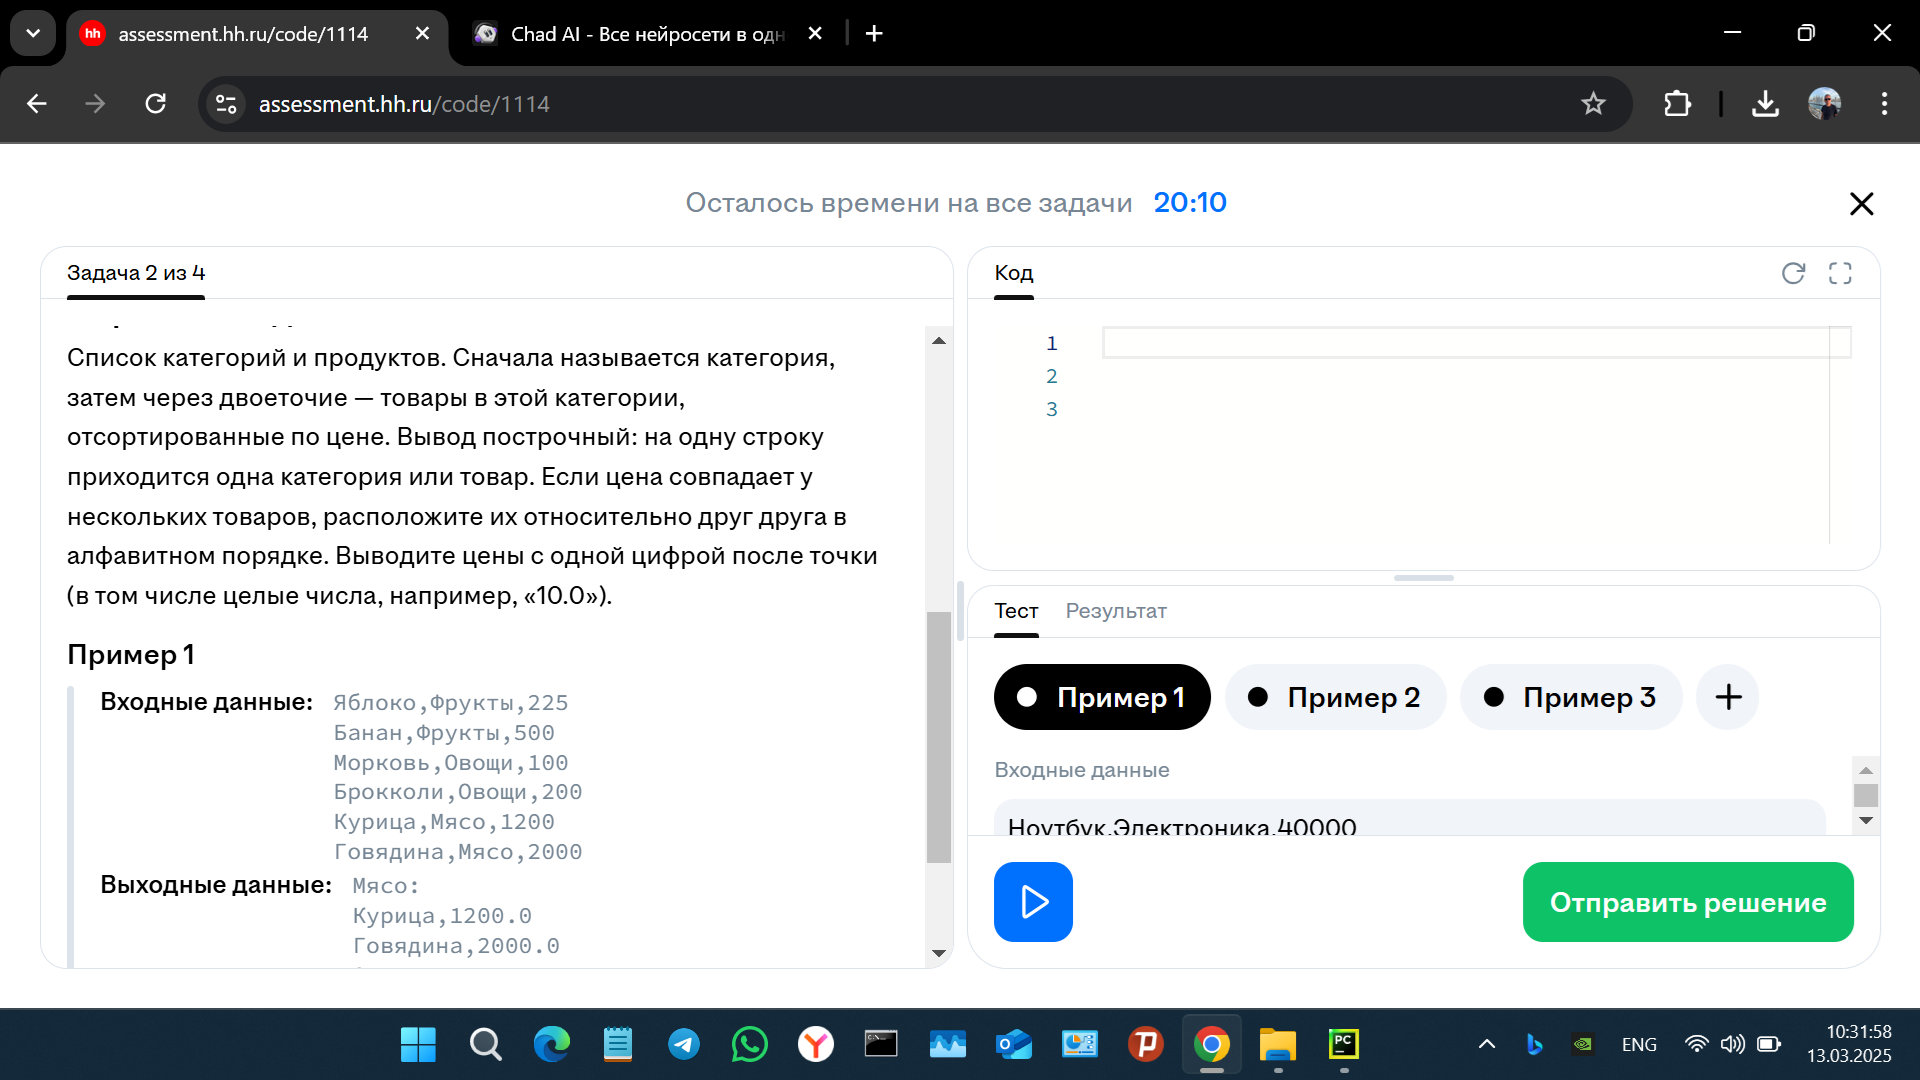 hh assessment.hh.ru/code/1114
Chad AI - Все нейросети в одн
assessment.hh.ru/code/1114
Осталось времени на все задачи 20:10
Задача 2 из 4
Список категорий и продуктов. Сначала называется категория,
затем через двоеточие — товары в этой категории,
отсортированные по цене. Вывод построчный: на одну строку
приходится одна категория или товар. Если цена совпадает у
нескольких товаров, расположите их относительно друг друга в
алфавитном порядке. Выводите цены с одной цифрой после точки
(в том числе целые числа, например, «10.0»).
Пример 1
Входные данные: Яблоко,Фрукты,225
Банан,Фрукты,500
Морковь,Овощи,100
Брокколи,Овощи,200
Курица,Мясо,1200
Говядина,Мясо,2000
Выходные данные: Мясо:
Курица,1200.0
Говядина,2000.0
Код
1
2
3
Тест Результат
Пример 1 Пример 2 Пример 3
Входные данные
Ноутбук,Электроника,40000
Отправить решение
PC
ENG
10:31:58
13.03.2025